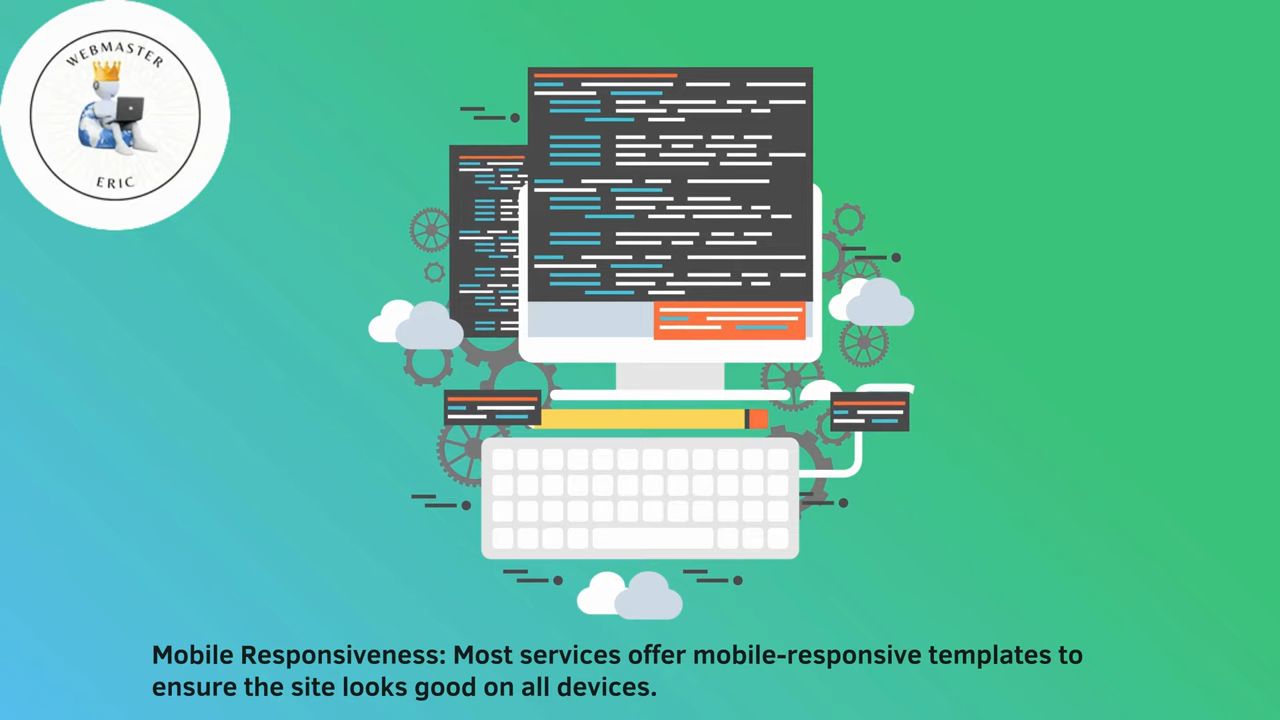 WEBMASTER
ERIC
Mobile Responsiveness: Most services offer mobile-responsive templates to
ensure the site looks good on all devices.